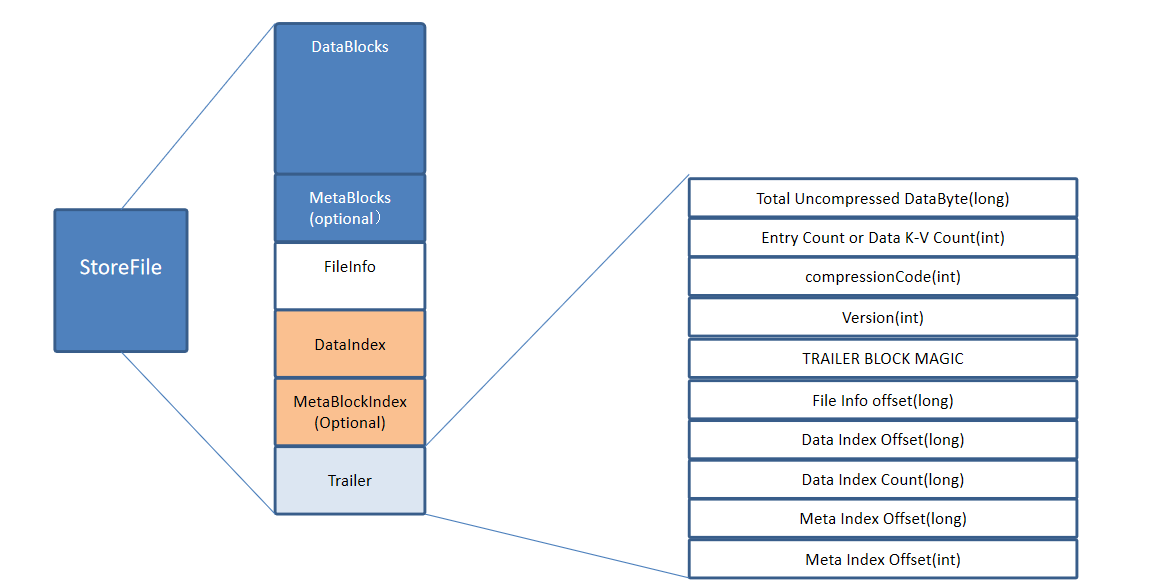 StoreFile
DataBlocks
MetaBlocks
(optional）
FileInfo
DataIndex
MetaBlockIndex
(Optional)
Trailer
Total Uncompressed DataByte(long)
Entry Count or Data K-V Count(int)
compressionCode(int)
Version(int)
TRAILER BLOCK MAGIC
File Info offset(long)
Data Index Offset(long)
Data Index Count(long)
Meta Index Offset(long)
Meta Index Offset(int)